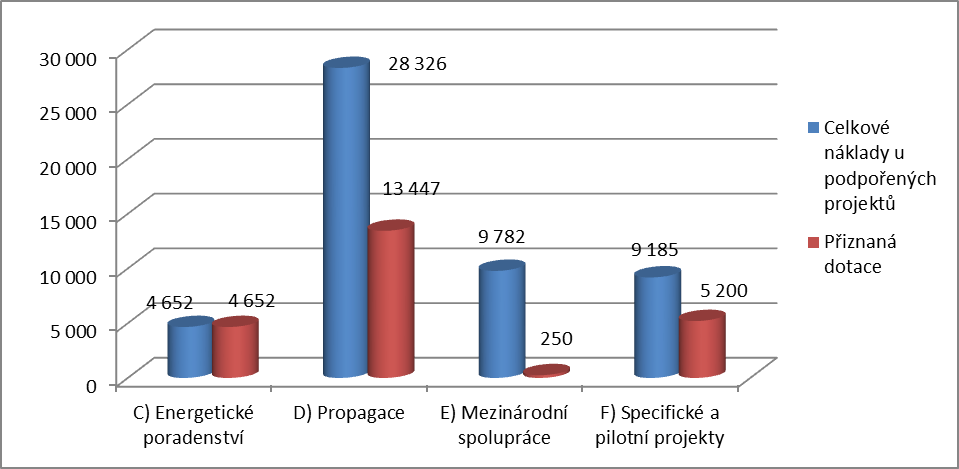 30 000
25 000
20 000
15 000
10 000
5 000
0
4 652
4 652
28 326
13 447
9 782
250
9 185
5 200
C) Energetické
poradenství
D) Propagace
E) Mezinárodní
spolupráce
F) Specifické a
pilotní projekty
Celkové
náklady u
podpořených
projektů
Přiznaná
dotace